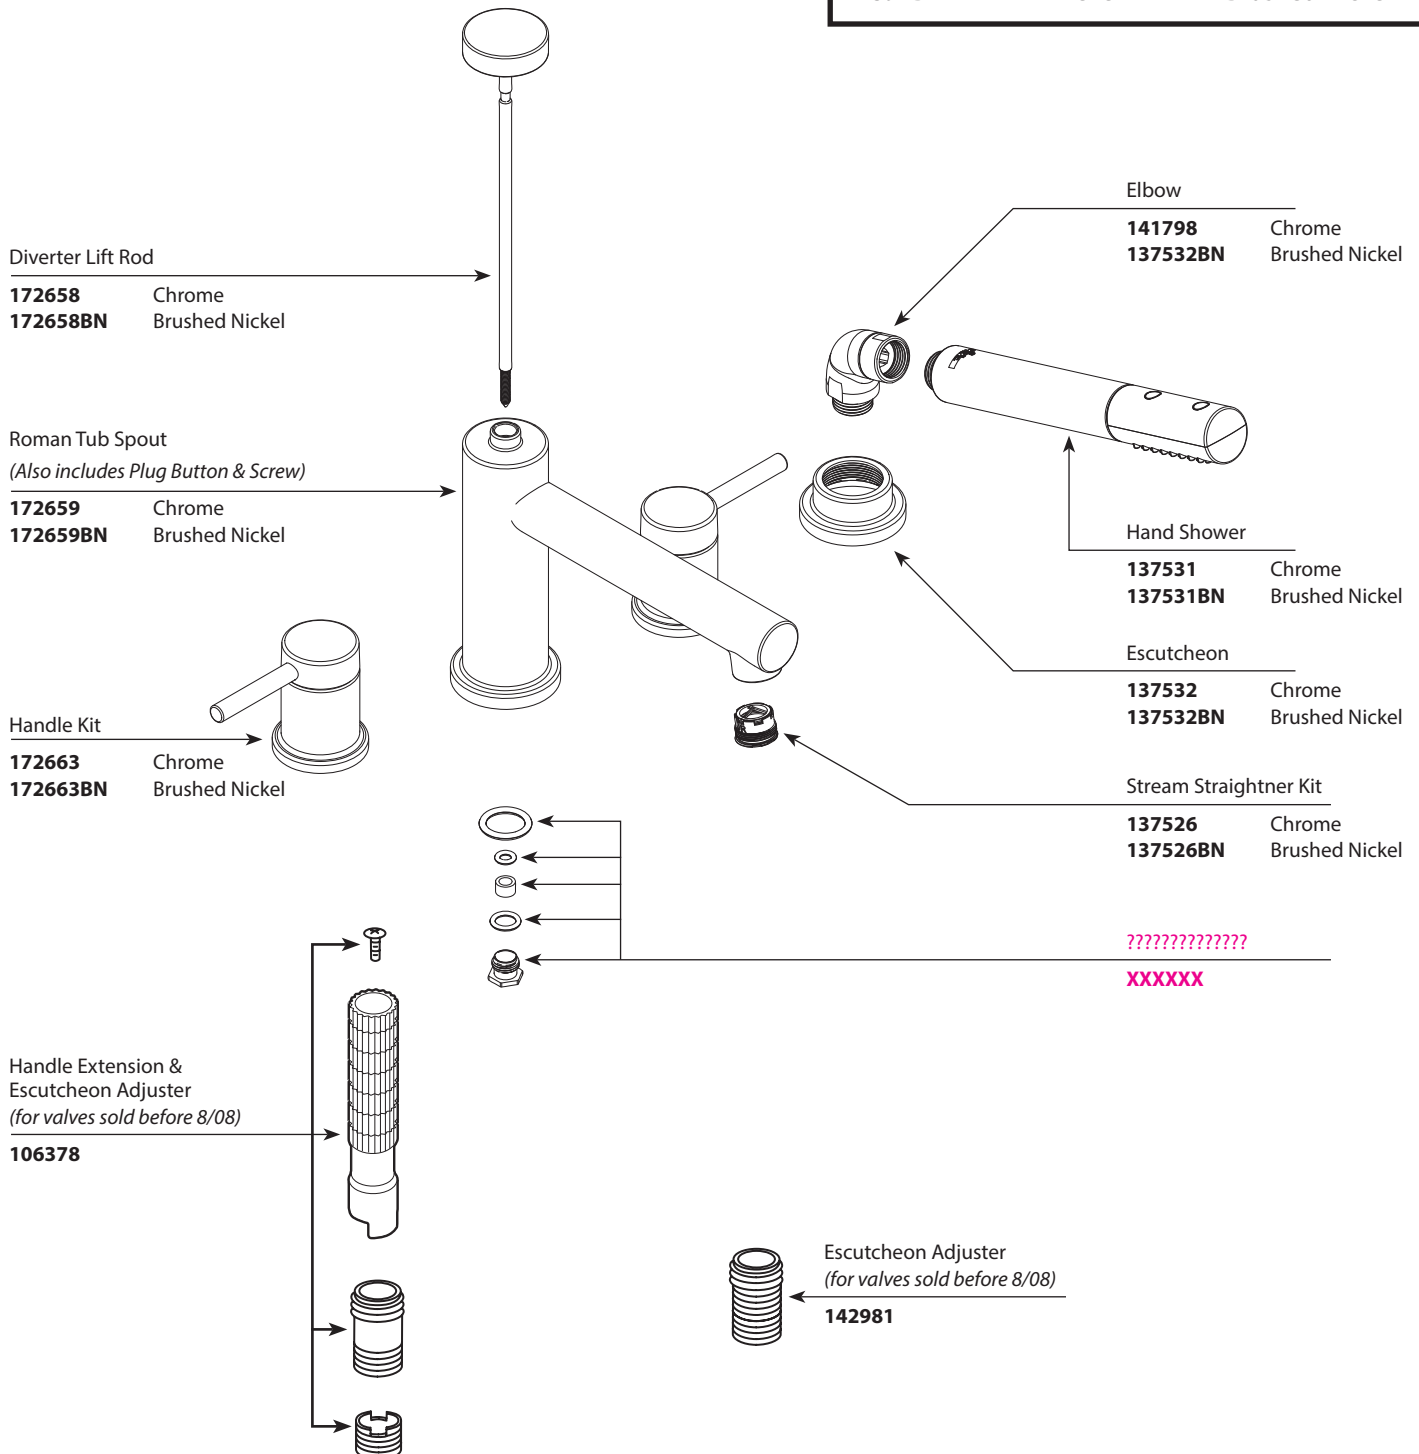 Diverter Lift Rod
172658 Chrome
172658BN Brushed Nickel
Roman Tub Spout
(Also includes Plug Button & Screw)
172659 Chrome
172659BN Brushed Nickel
Handle Kit
172663 Chrome
172663BN Brushed Nickel
Handle Extension &
Escutcheon Adjuster
(for valves sold before 8/08)
106378
Elbow
141798 Chrome
137532BN Brushed Nickel
Hand Shower
137531 Chrome
137531BN Brushed Nickel
Escutcheon
137532 Chrome
137532BN Brushed Nickel
Stream Straightner Kit
137526 Chrome
137526BN Brushed Nickel
??????????????
XXXXXX
Escutcheon Adjuster
(for valves sold before 8/08)
142981